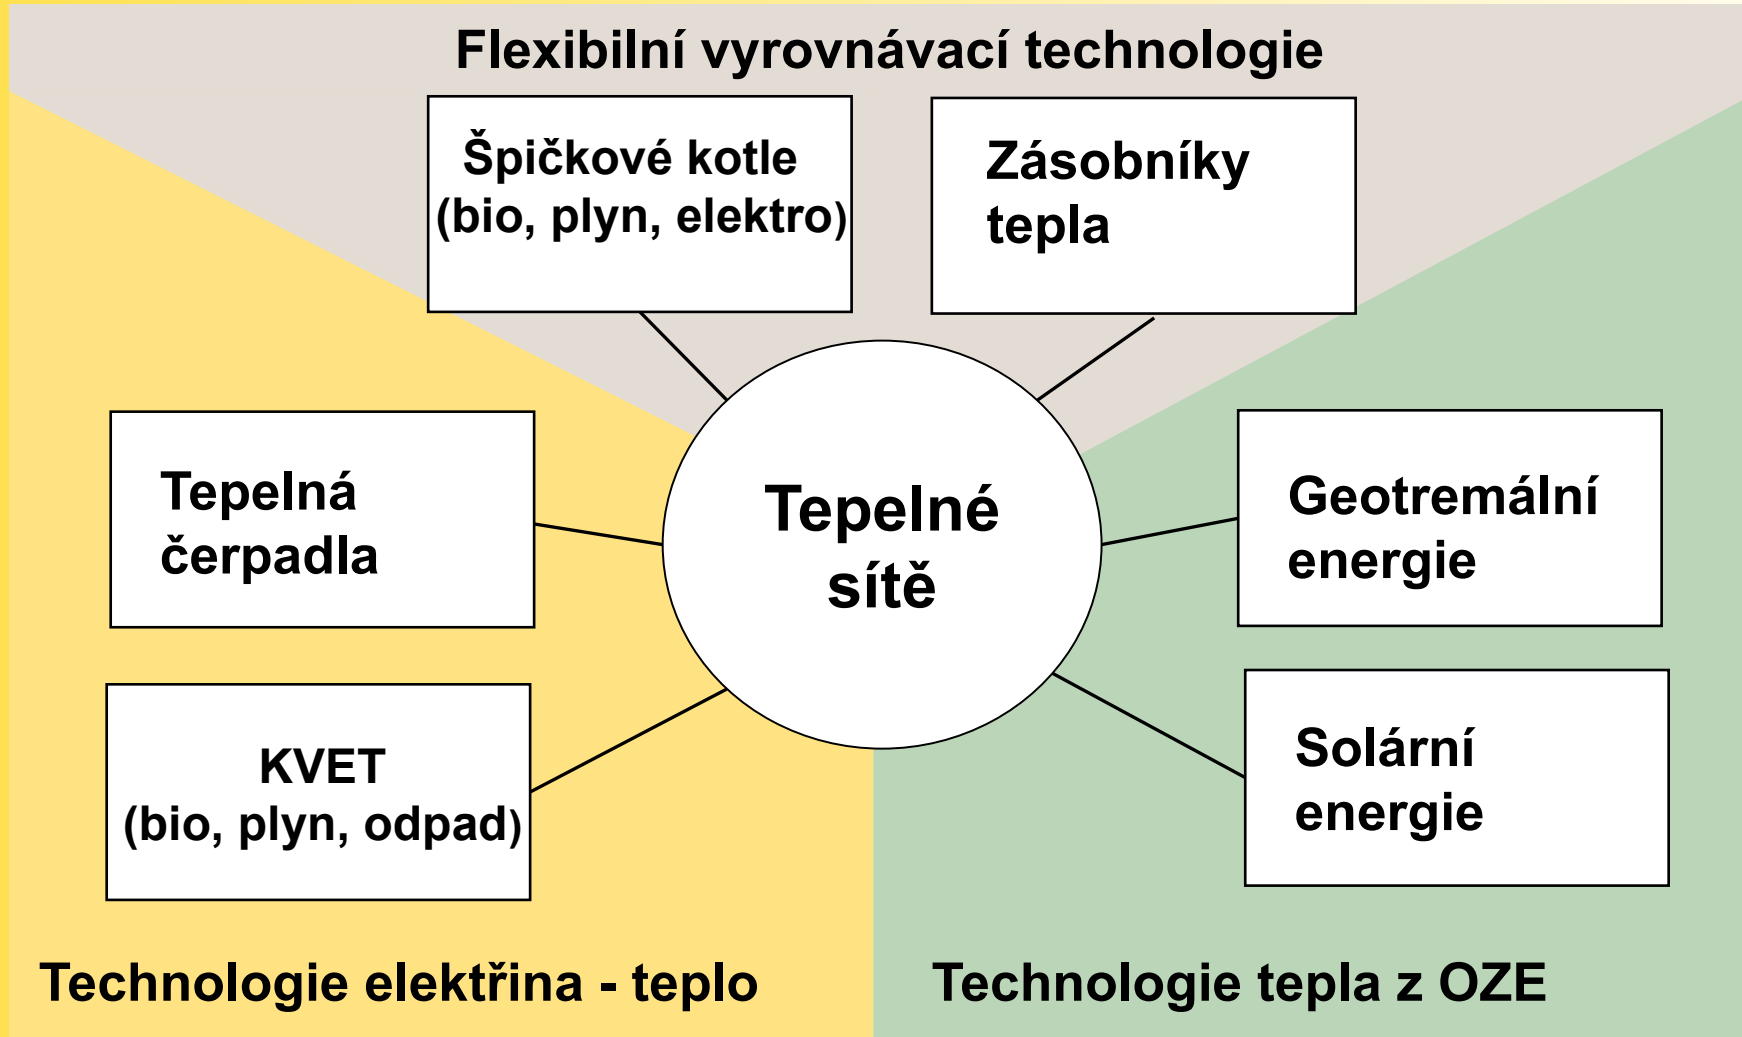 Flexibilní vyrovnávací technologie
Špičkové kotle
(bio, plyn, elektro)
Zásobníky
tepla
Tepelná
čerpadla
Tepelné
sítě
Geotremální
energie
KVET
(bio, plyn, odpad)
Solární
energie
Technologie elektřina - teplo
Technologie tepla z OZE